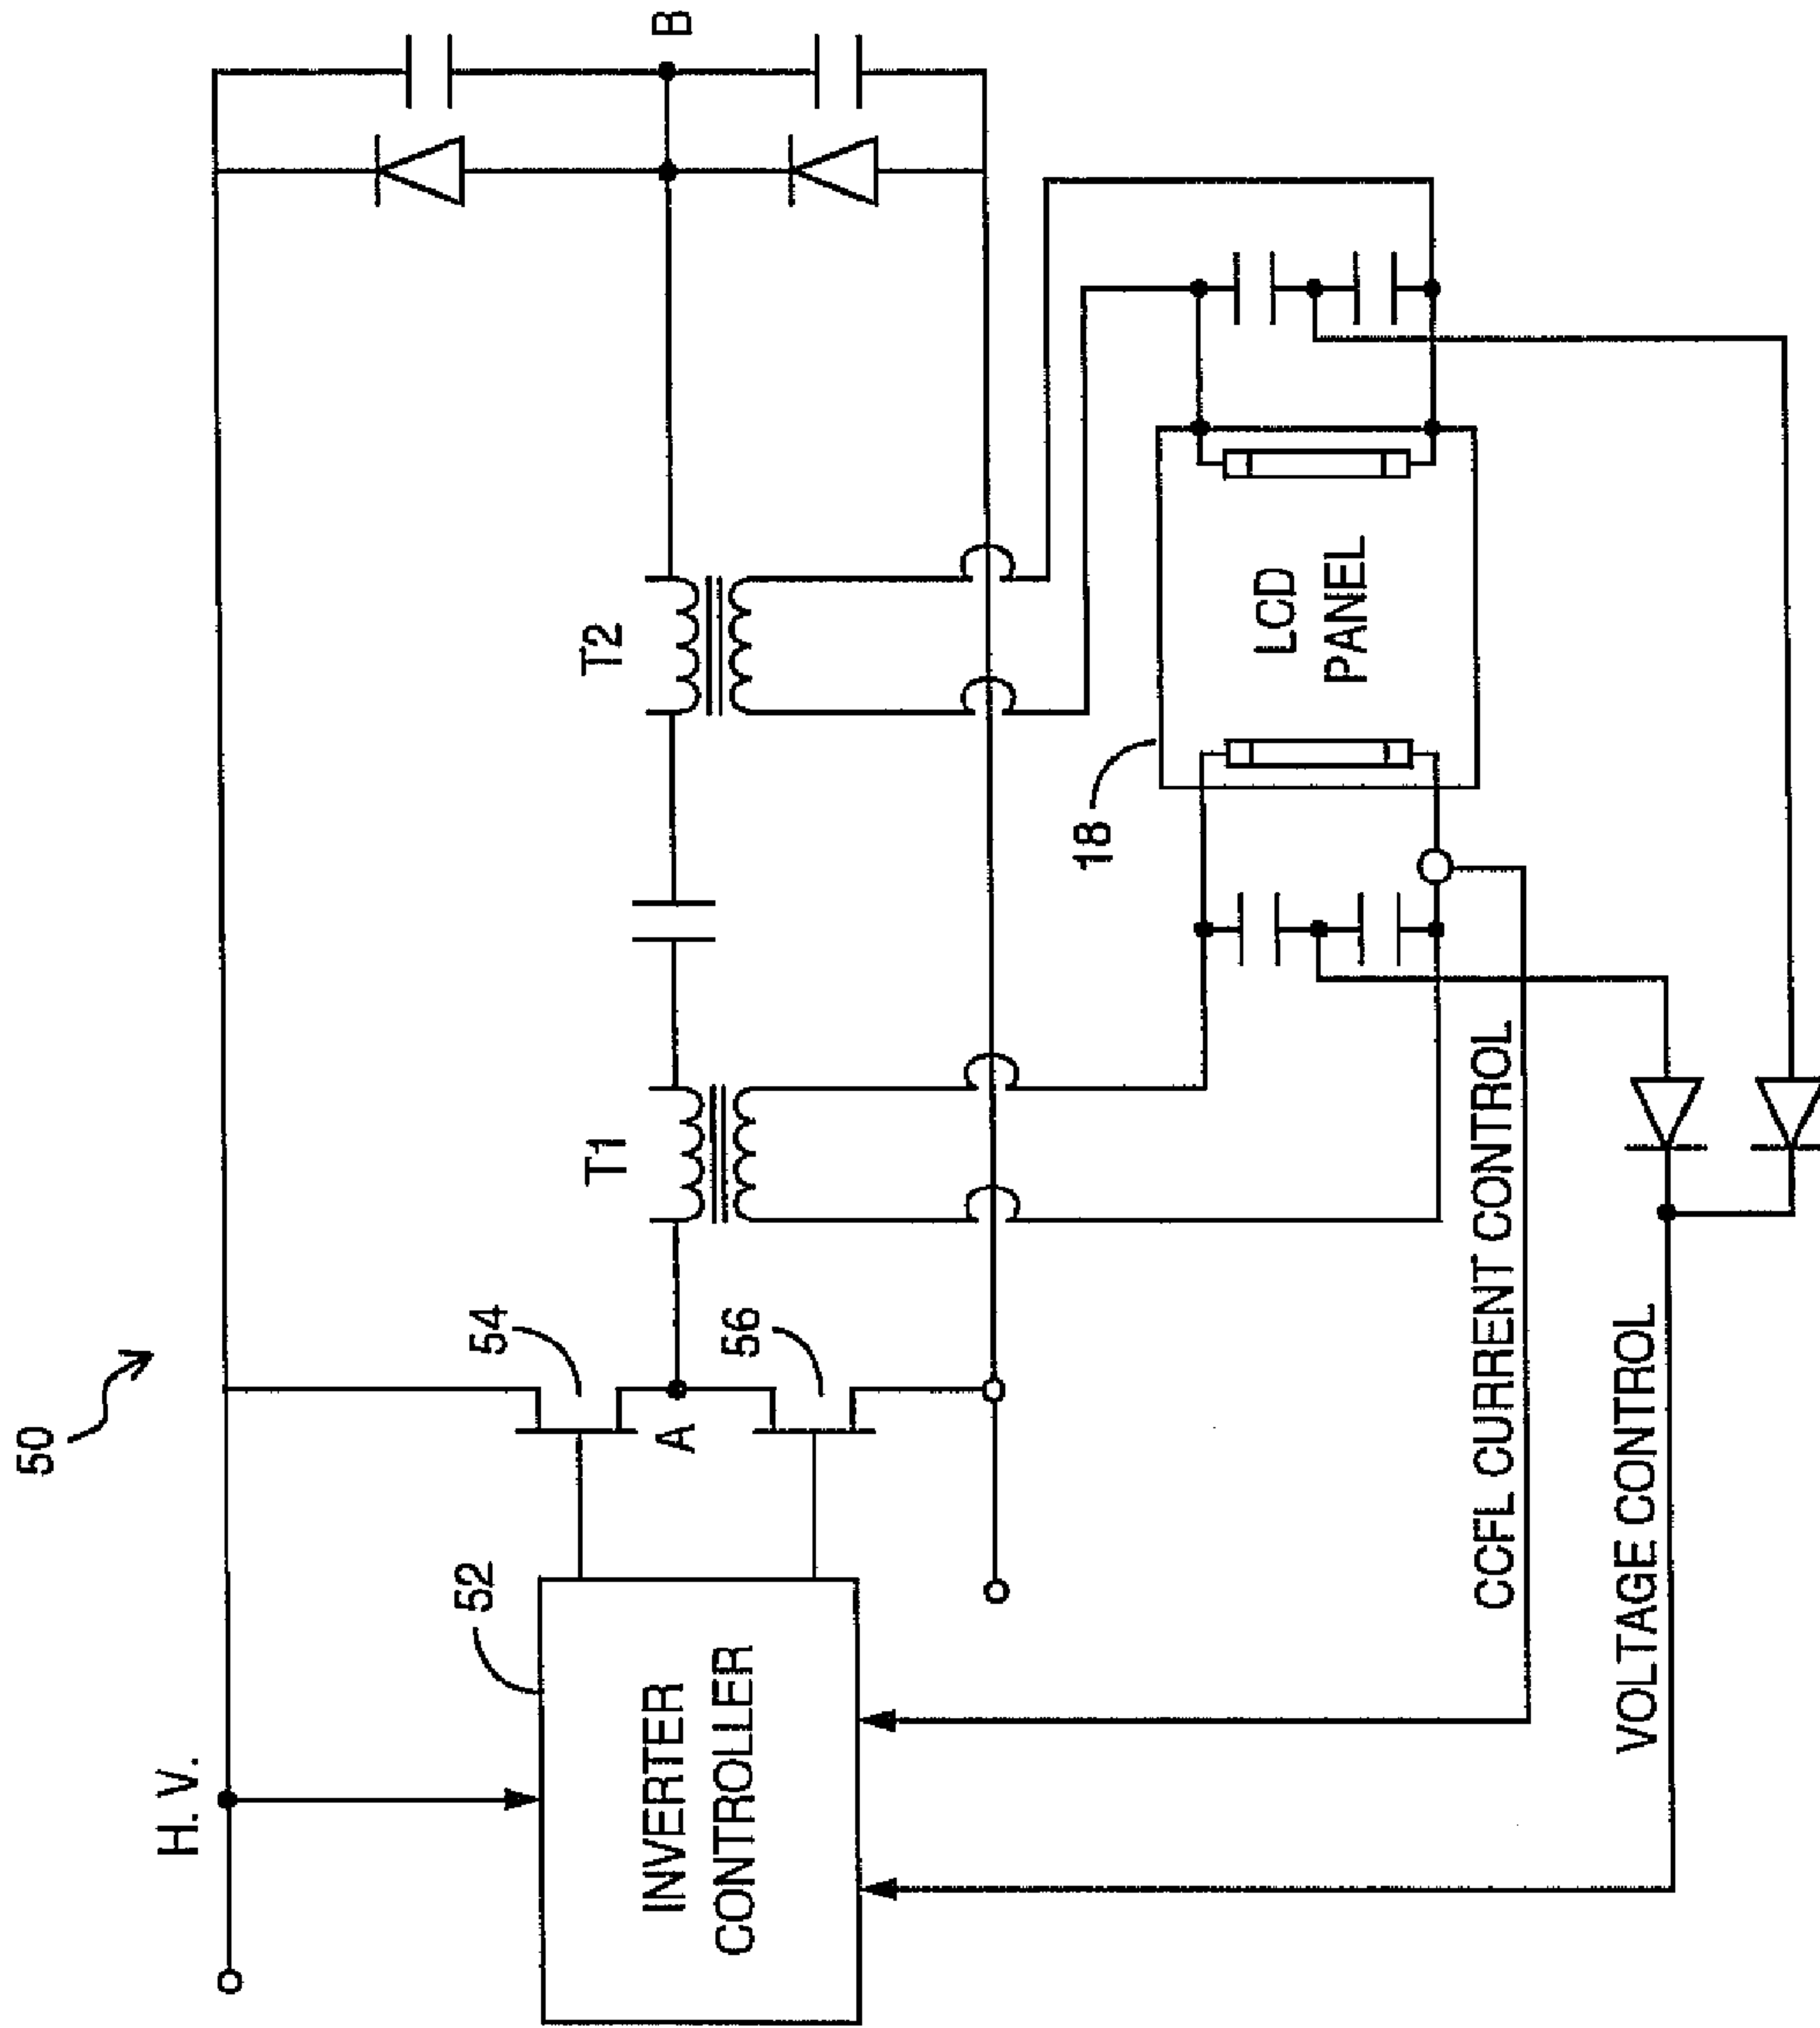 50
H. V.
52
INVERTER
CONTROLLER
54
A
56
T1
T2
B
18
LCD
PANEL
CCFL CURRENT CONTROL
VOLTAGE CONTROL